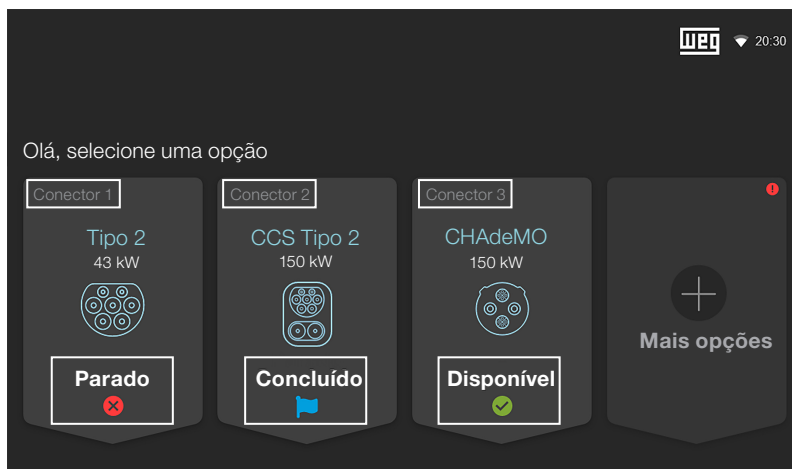 weg 20:30
Olá, selecione uma opção
Conector 1 Conector 2 Conector 3
Tipo 2 CCS Tipo 2 CHAdeMO
43 kW 150 kW 150 kW
Mais opções
Parado Concluído Disponível